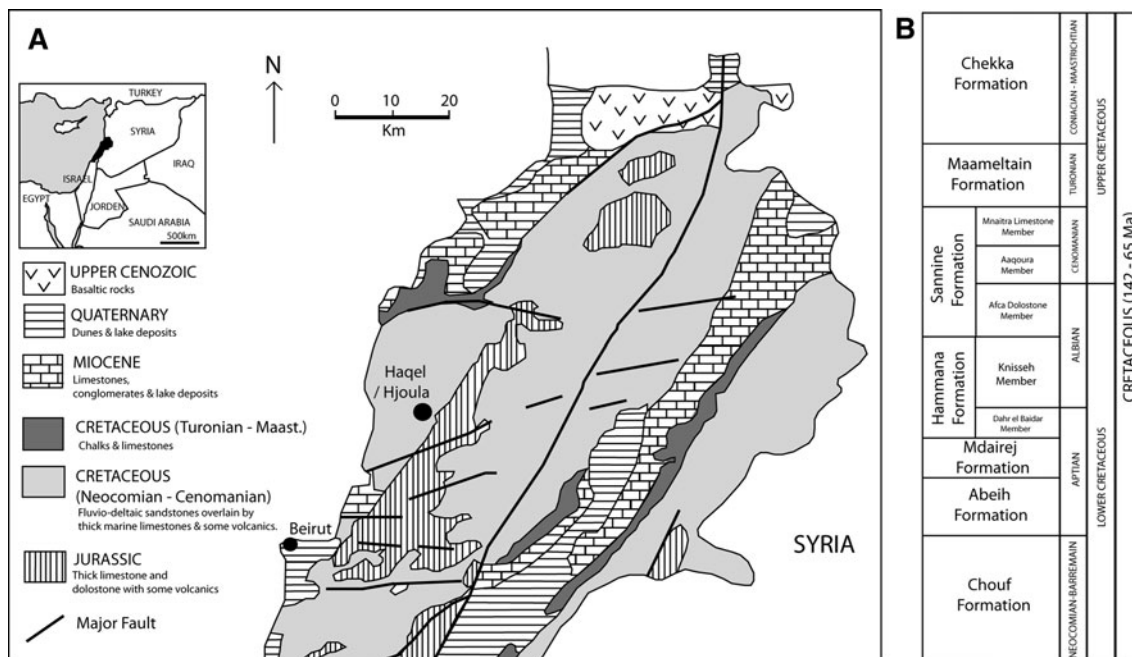 A
N
0 10 20
Km
TURKEY
SYRIA
IRAQ
ISRAEL
EGYPT
JORDEN
SAUDI ARABIA
500km
UPPER CENOZOIC
Basaltic rocks
QUATERNARY
Dunes & lake deposits
MIOCENE
Limestones,
conglomerates & lake deposits
CRETACEOUS (Turonian - Maast.)
Chalks & limestones
CRETACEOUS
(Neocomian - Cenomanian)
Fluvio-deltaic sandstones overlain by
thick marine limestones & some volcanics.
JURASSIC
Thick limestone and
dolostone with some volcanics
Major Fault
Haqel
/ Hjoula
Beirut
SYRIA
B
Chekka
Formation
Maameltain
Formation
Sannine
Formation
Mnaitra Limestone
Member
Aaqoura
Member
Afca Dolostone
Member
Hammana
Formation
Knisseh
Member
Dahr el Baidar
Member
Mdairej
Formation
Abeih
Formation
Chouf
Formation
CONIACIAN - MAASTRICHTIAN
TURONIAN
CENOMANIAN
ALBIAN
APTIAN
NEOCOMIAN-BARREMAIN
UPPER CRETACEOUS
LOWER CRETACEOUS
CRETACEOUS (142 - 65 Ma)